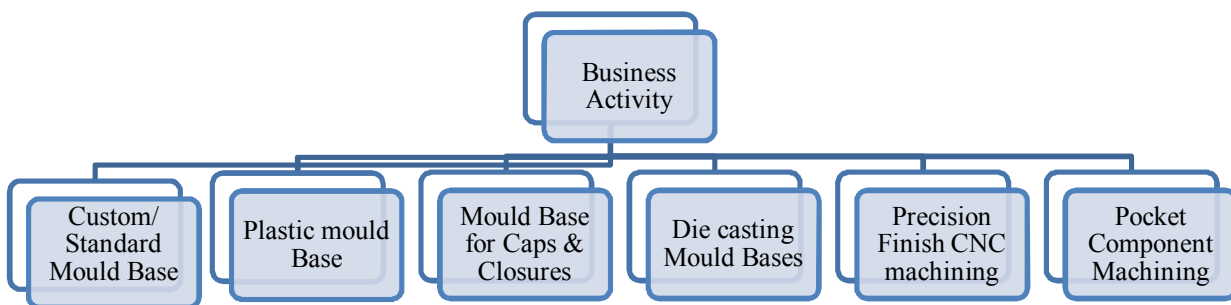 Business
Activity
Custom/
Standard
Mould Base
Plastic mould
Base
Mould Base
for Caps &
Closures
Die casting
Mould Bases
Precision
Finish CNC
machining
Pocket
Component
Machining